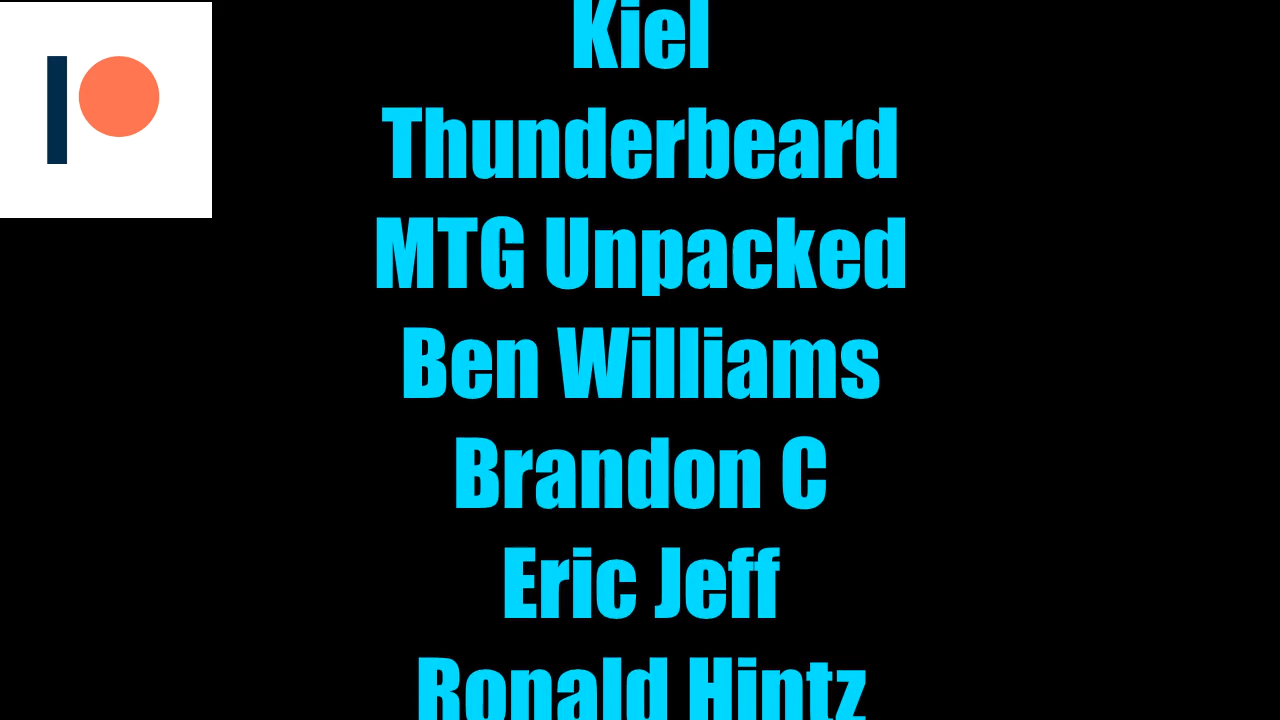 Kiel
Thunderbeard
MTG Unpacked
Ben Williams
Brandon C
Eric Jeff
Ronald Hintz